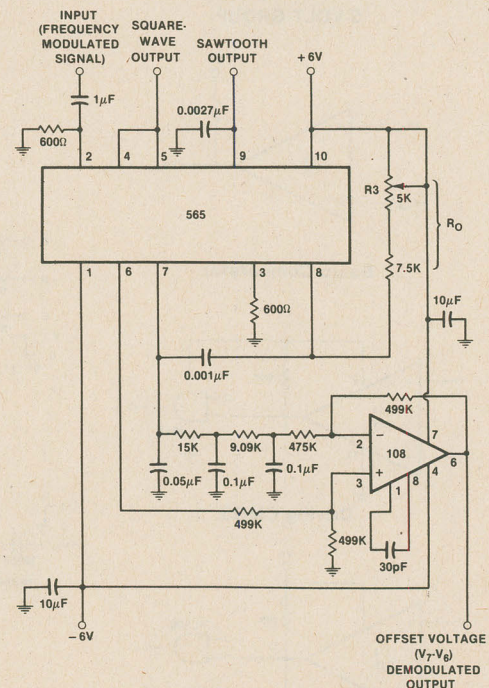 INPUT
(FREQUENCY
MODULATED
SIGNAL)
SQUARE-
WAVE
OUTPUT
SAWTOOTH
OUTPUT
+6V
1µF
0.0027µF
600Ω
2
4
5
9
10
R3
5K
RO
565
7.5K
1
6
7
3
8
600Ω
10µF
0.001µF
499K
15K
9.09K
475K
2
−
7
108
6
+
3
4
1
8
0.05µF
0.1µF
0.1µF
499K
499K
30pF
10µF
−6V
OFFSET VOLTAGE
(V7-V6)
DEMODULATED
OUTPUT